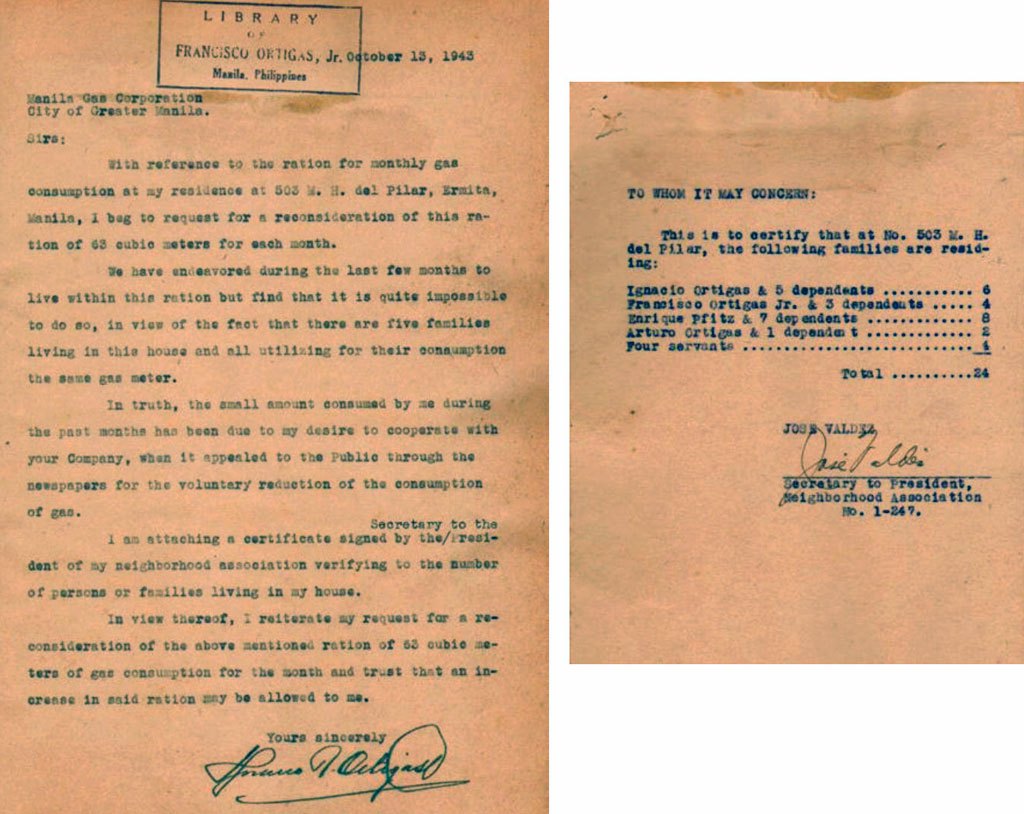 LIBRARY
OF
FRANCISCO ORTIGAS, Jr.
Manila, Philippines
October 13, 1943
Manila Gas Corporation
City of Greater Manila.
Sirs:
With reference to the ration for monthly gas
consumption at my residence at 503 M. H. del Pilar, Ermita,
Manila, I beg to request for a reconsideration of this ra-
tion of 63 cubic meters for each month.
We have endeavored during the last few months to
live within this ration but find that it is quite impossible
to do so, in view of the fact that there are five families
living in this house and all utilizing for their consumption
the same gas meter.
In truth, the small amount consumed by me during
the past months has been due to my desire to cooperate with
your Company, when it appealed to the Public through the
newspapers for the voluntary reduction of the consumption
of gas.
Secretary to the
I am attaching a certificate signed by the/Presi-
dent of my neighborhood association verifying to the number
of persons or families living in my house.
In view thereof, I reiterate my request for a re-
consideration of the above mentioned ration of 53 cubic me-
ters of gas consumption for the month and trust that an in-
crease in said ration may be allowed to me.
Yours sincerely
Ortigas
TO WHOM IT MAY CONCERN:
This is to certify that at No. 503 M. H.
del Pilar, the following families are resid-
ing:
Ignacio Ortigas & 5 dependents ........... 6
Francisco Ortigas Jr. & 3 dependents ..... 4
Enrique Pfitz & 7 dependents ............ 8
Arturo Ortigas & 1 dependent ............ 2
Four servants ........................... 4
Total ..........24
JOSE VALDEZ
José
Secretary to President,
Neighborhood Association
No. 1-247.